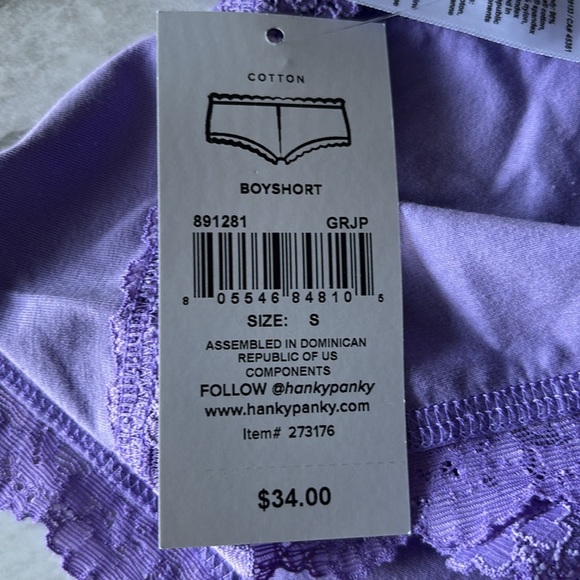 COTTON
BOYSHORT
891281 GRJP
8 05546 84810 5
SIZE: S
ASSEMBLED IN DOMINICAN
REPUBLIC OF US
COMPONENTS
FOLLOW @hankypanky
www.hankypanky.com
Item# 273176
$34.00